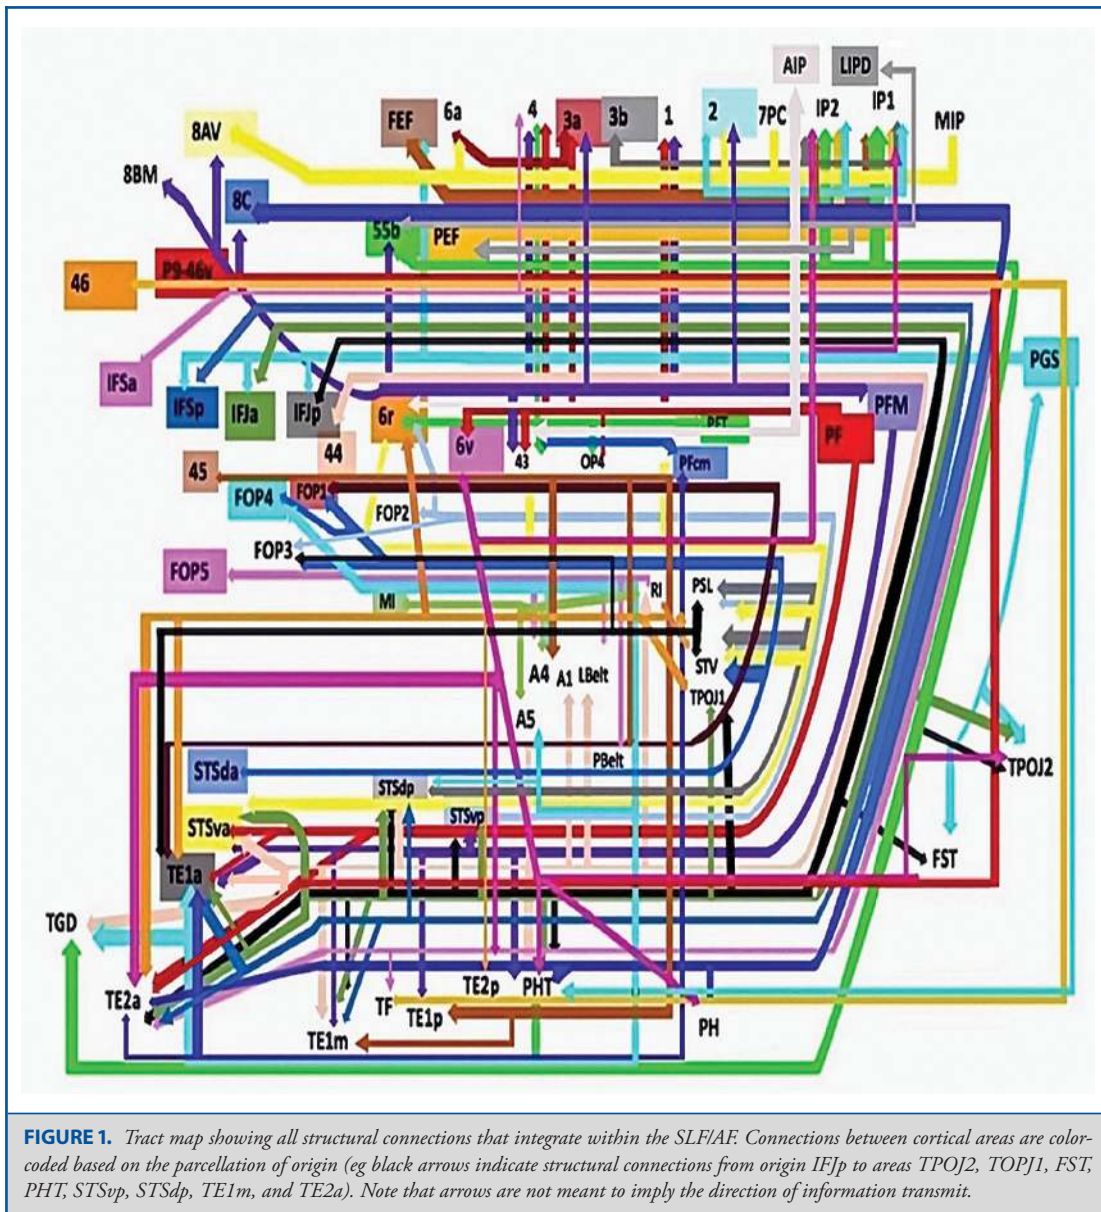 AIP
LIPD
8AV
FEF
6a
4
3a
3b
1
2
7PC
IP2
IP1
MIP
8BM
8C
55b
PEF
46
P9-46v
IFSa
IFSp
IFJa
IFJp
PGS
44
6r
6v
43
OP4
PFT
PF
PFM
45
PFcm
FOP4
FOP1
FOP2
FOP3
FOP5
MI
RI
PSL
STV
A4
A1
LBelt
TPOJ1
A5
PBelt
STSda
STSdp
TPOJ2
STSva
STSvp
TE1a
FST
TGD
TE2a
TF
TE2p
PHT
TE1p
PH
TE1m
FIGURE 1. Tract map showing all structural connections that integrate within the SLF/AF. Connections between cortical areas are color-
coded based on the parcellation of origin (eg black arrows indicate structural connections from origin IFJp to areas TPOJ2, TOPJ1, FST,
PHT, STSvp, STSdp, TE1m, and TE2a). Note that arrows are not meant to imply the direction of information transmit.